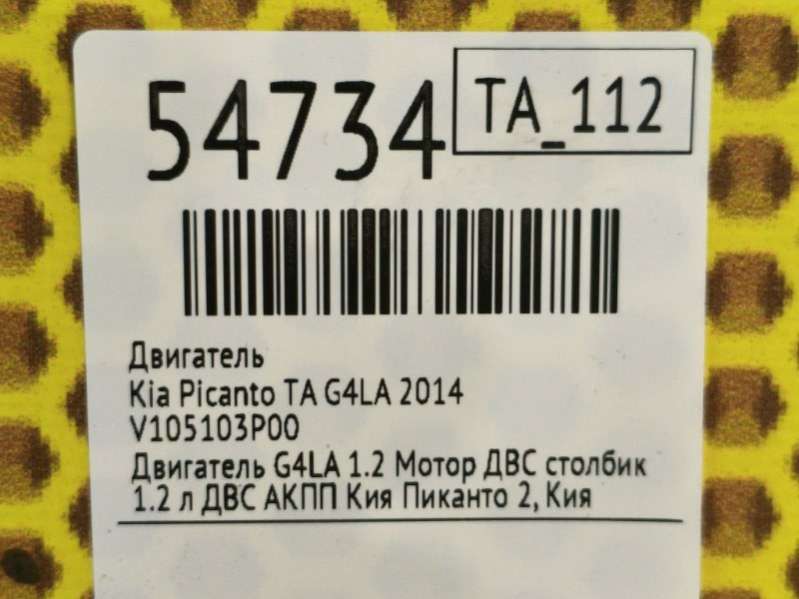 54734
TA_112
Двигатель
Kia Picanto TA G4LA 2014
V105103P00
Двигатель G4LA 1.2 Мотор ДВС столбик
1.2 л ДВС АКПП Кия Пиканто 2, Кия